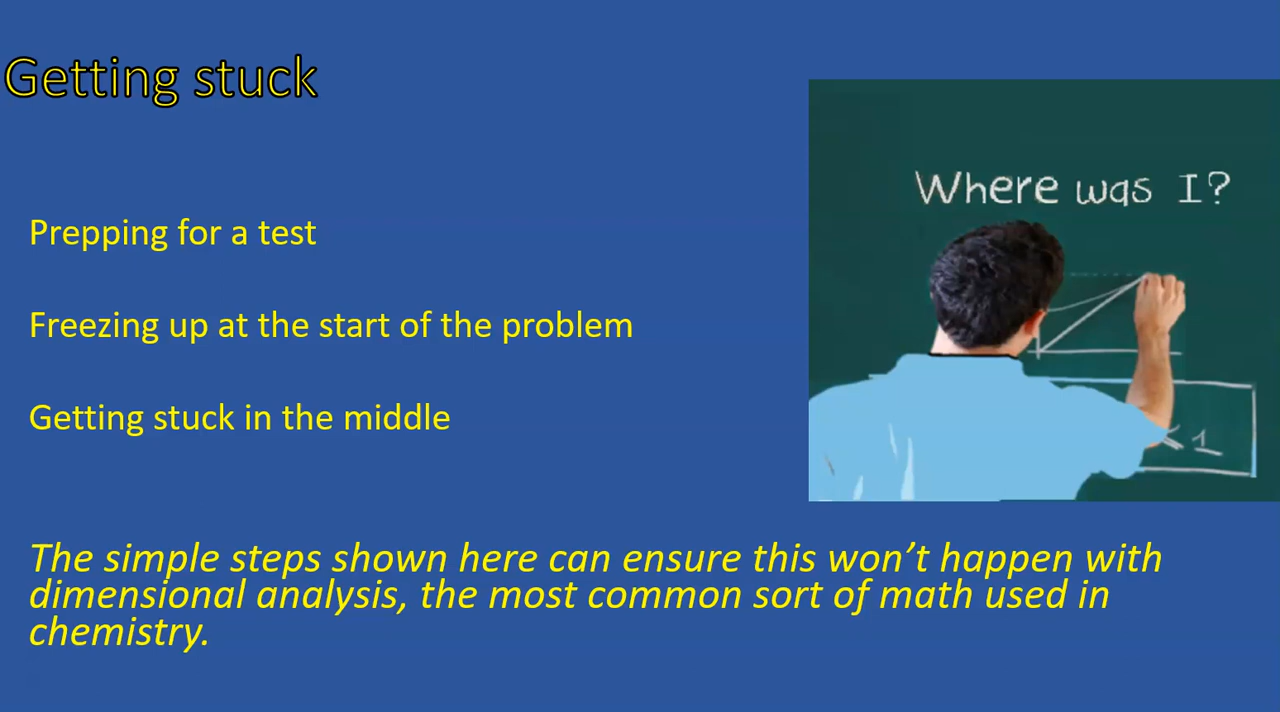 Getting stuck
Where was I?
Prepping for a test
Freezing up at the start of the problem
Getting stuck in the middle
< 1
The simple steps shown here can ensure this won’t happen with
dimensional analysis, the most common sort of math used in
chemistry.